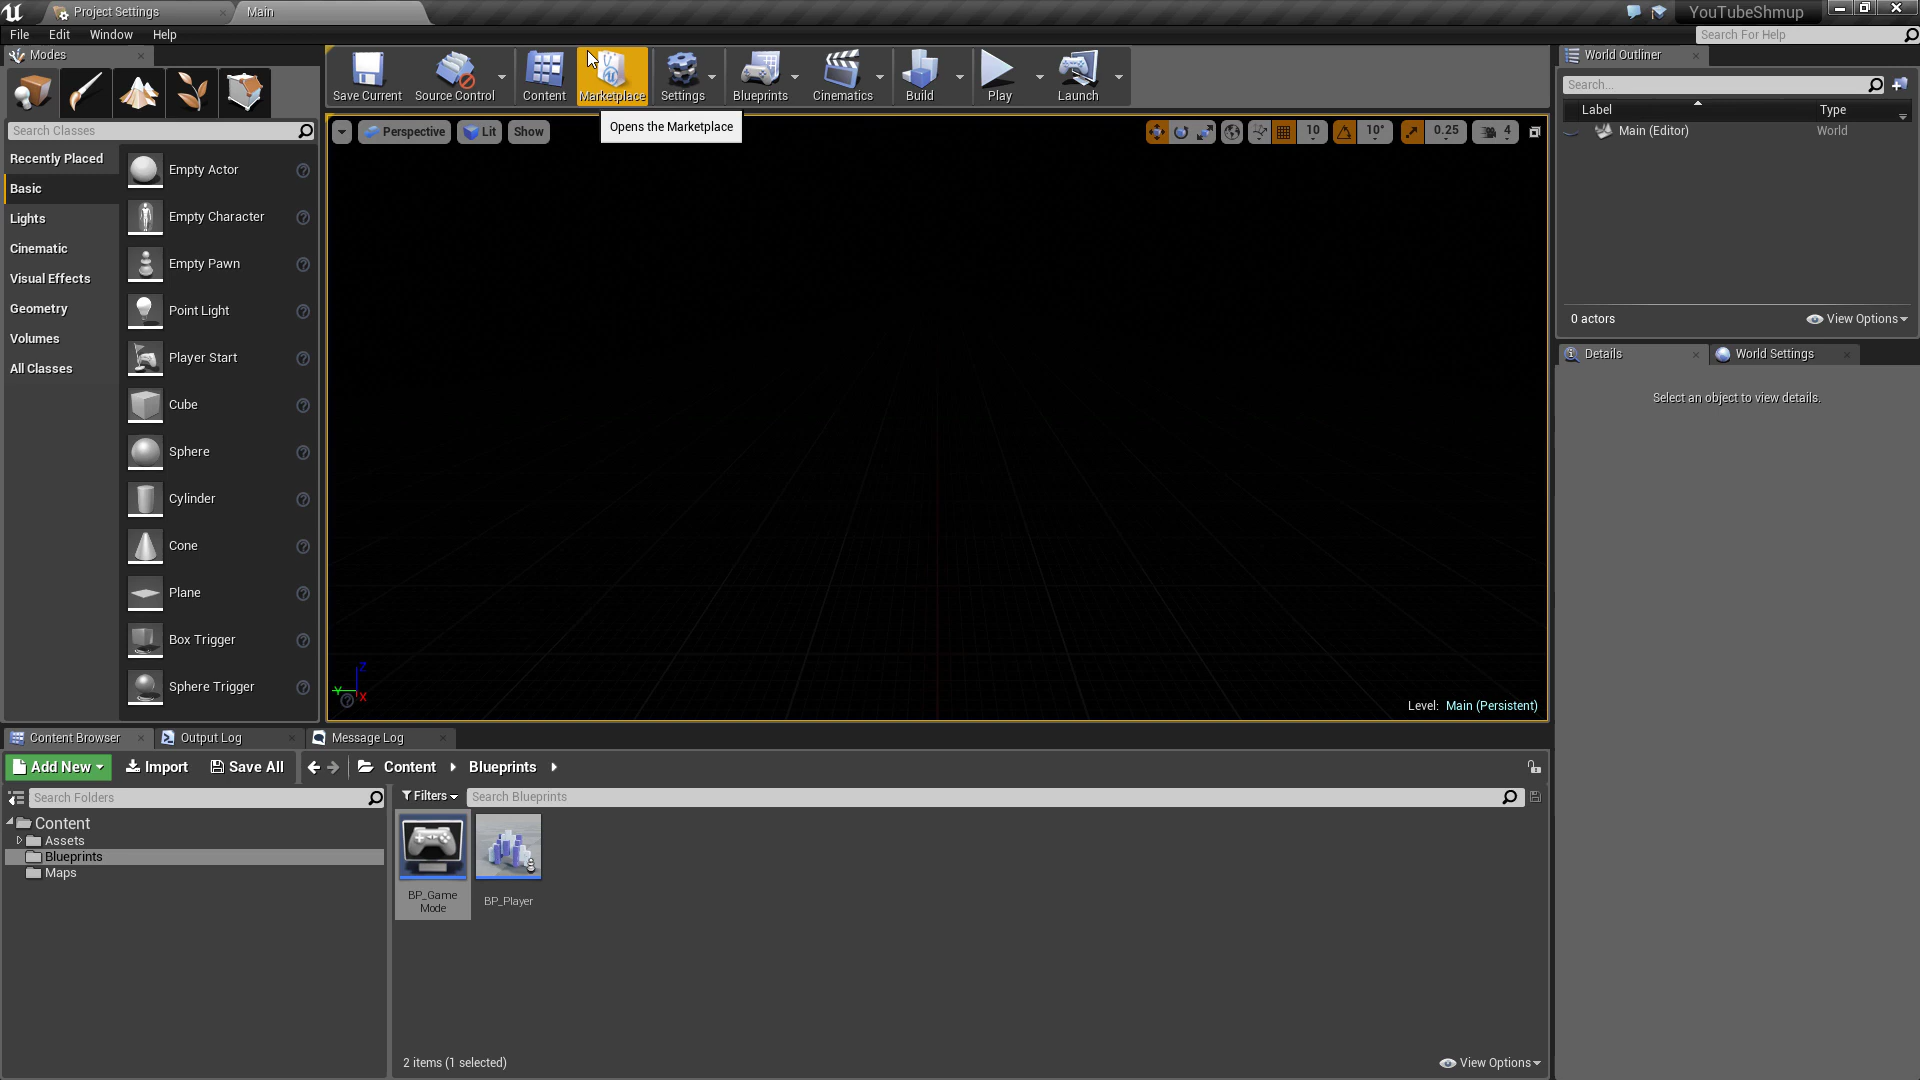 Project Settings
Main
YouTubeShmup
File Edit Window Help
Search For Help
Modes
Save Current
Source Control
Content
Marketplace
Settings
Blueprints
Cinematics
Build
Play
Launch
World Outliner
Search...
Label
Type
Main (Editor)
World
0 actors
View Options
Details
World Settings
Select an object to view details.
Search Classes
Recently Placed
Basic
Lights
Cinematic
Visual Effects
Geometry
Volumes
All Classes
Empty Actor
Empty Character
Empty Pawn
Point Light
Player Start
Cube
Sphere
Cylinder
Cone
Plane
Box Trigger
Sphere Trigger
Perspective
Lit
Show
Opens the Marketplace
10
10°
0.25
4
Z
Y
X
Level: Main (Persistent)
Content Browser
Output Log
Message Log
Add New
Import
Save All
Content
Blueprints
Search Folders
Filters
Search Blueprints
Content
Assets
Blueprints
Maps
BP_Game
Mode
BP_Player
2 items (1 selected)
View Options